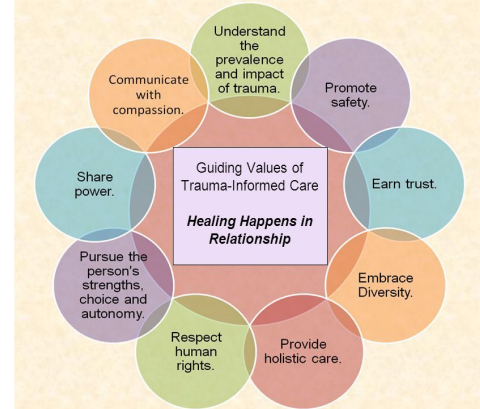 Guiding Values of
Trauma-Informed Care
Healing Happens in
Relationship
Understand
the
prevalence
and impact
of trauma.
Promote
safety.
Earn trust.
Embrace
Diversity.
Provide
holistic care.
Respect
human
rights.
Pursue the
person's
strengths,
choice and
autonomy.
Share
power.
Communicate
with
compassion.